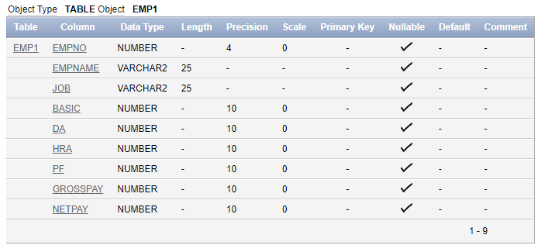 Object Type TABLE Object EMP1
Table Column Data Type Length Precision Scale Primary Key Nullable Default Comment
EMP1 EMPNO NUMBER - 4 0 - ✓ - -
EMPNAME VARCHAR2 25 - - - ✓ - -
JOB VARCHAR2 25 - - - ✓ - -
BASIC NUMBER - 10 0 - ✓ - -
DA NUMBER - 10 0 - ✓ - -
HRA NUMBER - 10 0 - ✓ - -
PF NUMBER - 10 0 - ✓ - -
GROSSPAY NUMBER - 10 0 - ✓ - -
NETPAY NUMBER - 10 0 - ✓ - -
1 - 9